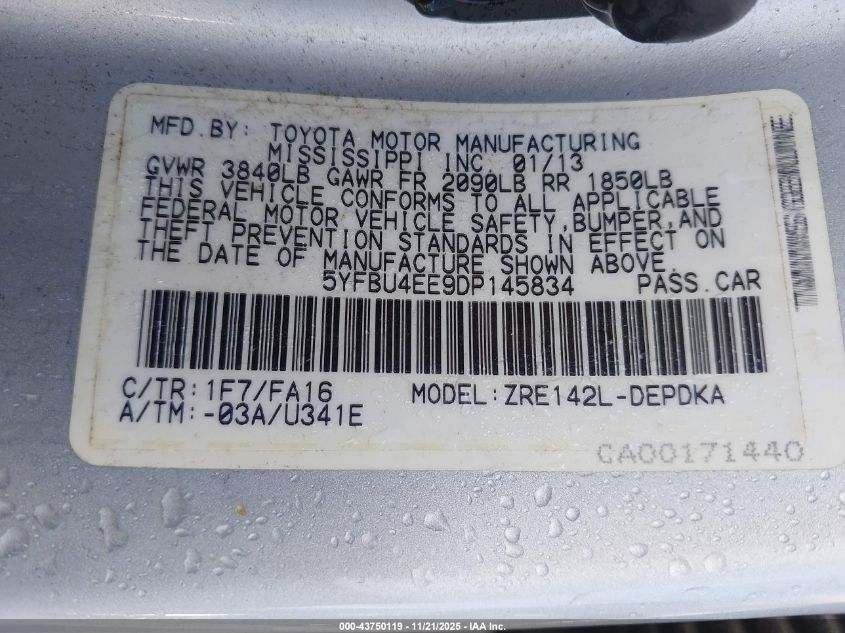 MFD.BY: TOYOTA MOTOR MANUFACTURING
MISSISSIPPI INC. 01/13
GVWR 3840LB GAWR FR 2090LB RR 1850LB
THIS VEHICLE CONFORMS TO ALL APPLICABLE
FEDERAL MOTOR VEHICLE SAFETY,BUMPER,AND
THEFT PREVENTION STANDARDS IN EFFECT ON
THE DATE OF MANUFACTURE SHOWN ABOVE.
5YFBU4EE9DP145834 PASS.CAR
C/TR:1F7/FA16 MODEL:ZRE142L-DEPDKA
A/TM:-03A/U341E
CA00171440
000-43750119 - 11/21/2025 - IAA Inc.